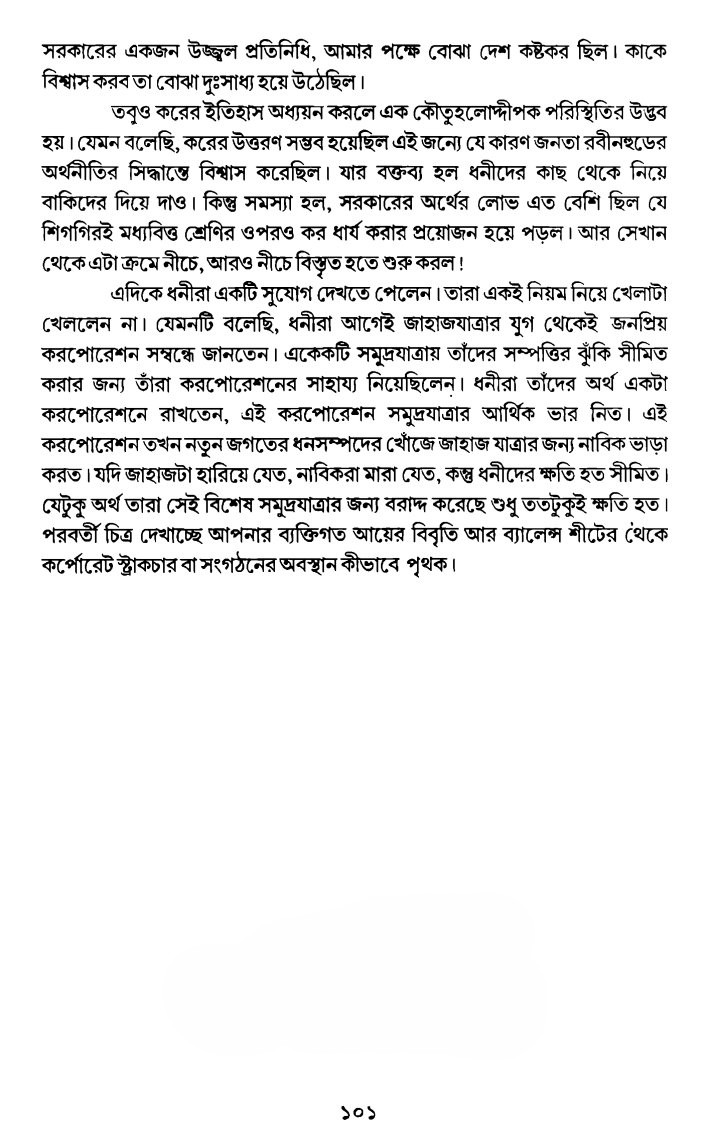 সরকারের একজন উজ্জ্বল প্রতিনিধি, আমার পক্ষে বোঝা দেশ কষ্টকর ছিল। কাকে
বিশ্বাস করব তা বোঝা দুঃসাধ্য হয়ে উঠেছিল।
তবুও করের ইতিহাস অধ্যয়ন করলে এক কৌতুহলোদ্দীপক পরিস্থিতির উদ্ভব
হয়। যেমন বলেছি, করের উত্তরণ সম্ভব হয়েছিল এই জন্যে যে কারণ জনতা রবীনহুডের
অর্থনীতির সিদ্ধান্তে বিশ্বাস করেছিল। যার বক্তব্য হল ধনীদের কাছ থেকে নিয়ে
বাকিদের দিয়ে দাও। কিন্তু সমস্যা হল, সরকারের অর্থের লোভ এত বেশি ছিল যে
শিগগিরই মধ্যবিত্ত শ্রেণির ওপরও কর ধার্য করার প্রয়োজন হয়ে পড়ল। আর সেখান
থেকে এটা ক্রমে নীচে, আরও নীচে বিস্তৃত হতে শুরু করল!
এদিকে ধনীরা একটি সুযোগ দেখতে পেলেন। তারা একই নিয়ম নিয়ে খেলাটা
খেললেন না। যেমনটি বলেছি, ধনীরা আগেই জাহাজযাত্রার যুগ থেকেই জনপ্রিয়
করপোরেশন সম্বন্ধে জানতেন। একেকটি সমুদ্রযাত্রায় তাঁদের সম্পত্তির ঝুঁকি সীমিত
করার জন্য তাঁরা করপোরেশনের সাহায্য নিয়েছিলেন। ধনীরা তাঁদের অর্থ একটা
করপোরেশনে রাখতেন, এই করপোরেশন সমুদ্রযাত্রার আর্থিক ভার নিত। এই
করপোরেশন তখন নতুন জগতের ধনসম্পদের খোঁজে জাহাজ যাত্রার জন্য নাবিক ভাড়া
করত। যদি জাহাজটা হারিয়ে যেত, নাবিকরা মারা যেত, কন্তু ধনীদের ক্ষতি হত সীমিত।
যেটুকু অর্থ তারা সেই বিশেষ সমুদ্রযাত্রার জন্য বরাদ্দ করেছে শুধু ততটুকুই ক্ষতি হত।
পরবর্তী চিত্র দেখাচ্ছে আপনার ব্যক্তিগত আয়ের বিবৃতি আর ব্যালেন্স শীটের থেকে
কর্পোরেট স্ট্রাকচার বা সংগঠনের অবস্থান কীভাবে পৃথক।
১০১